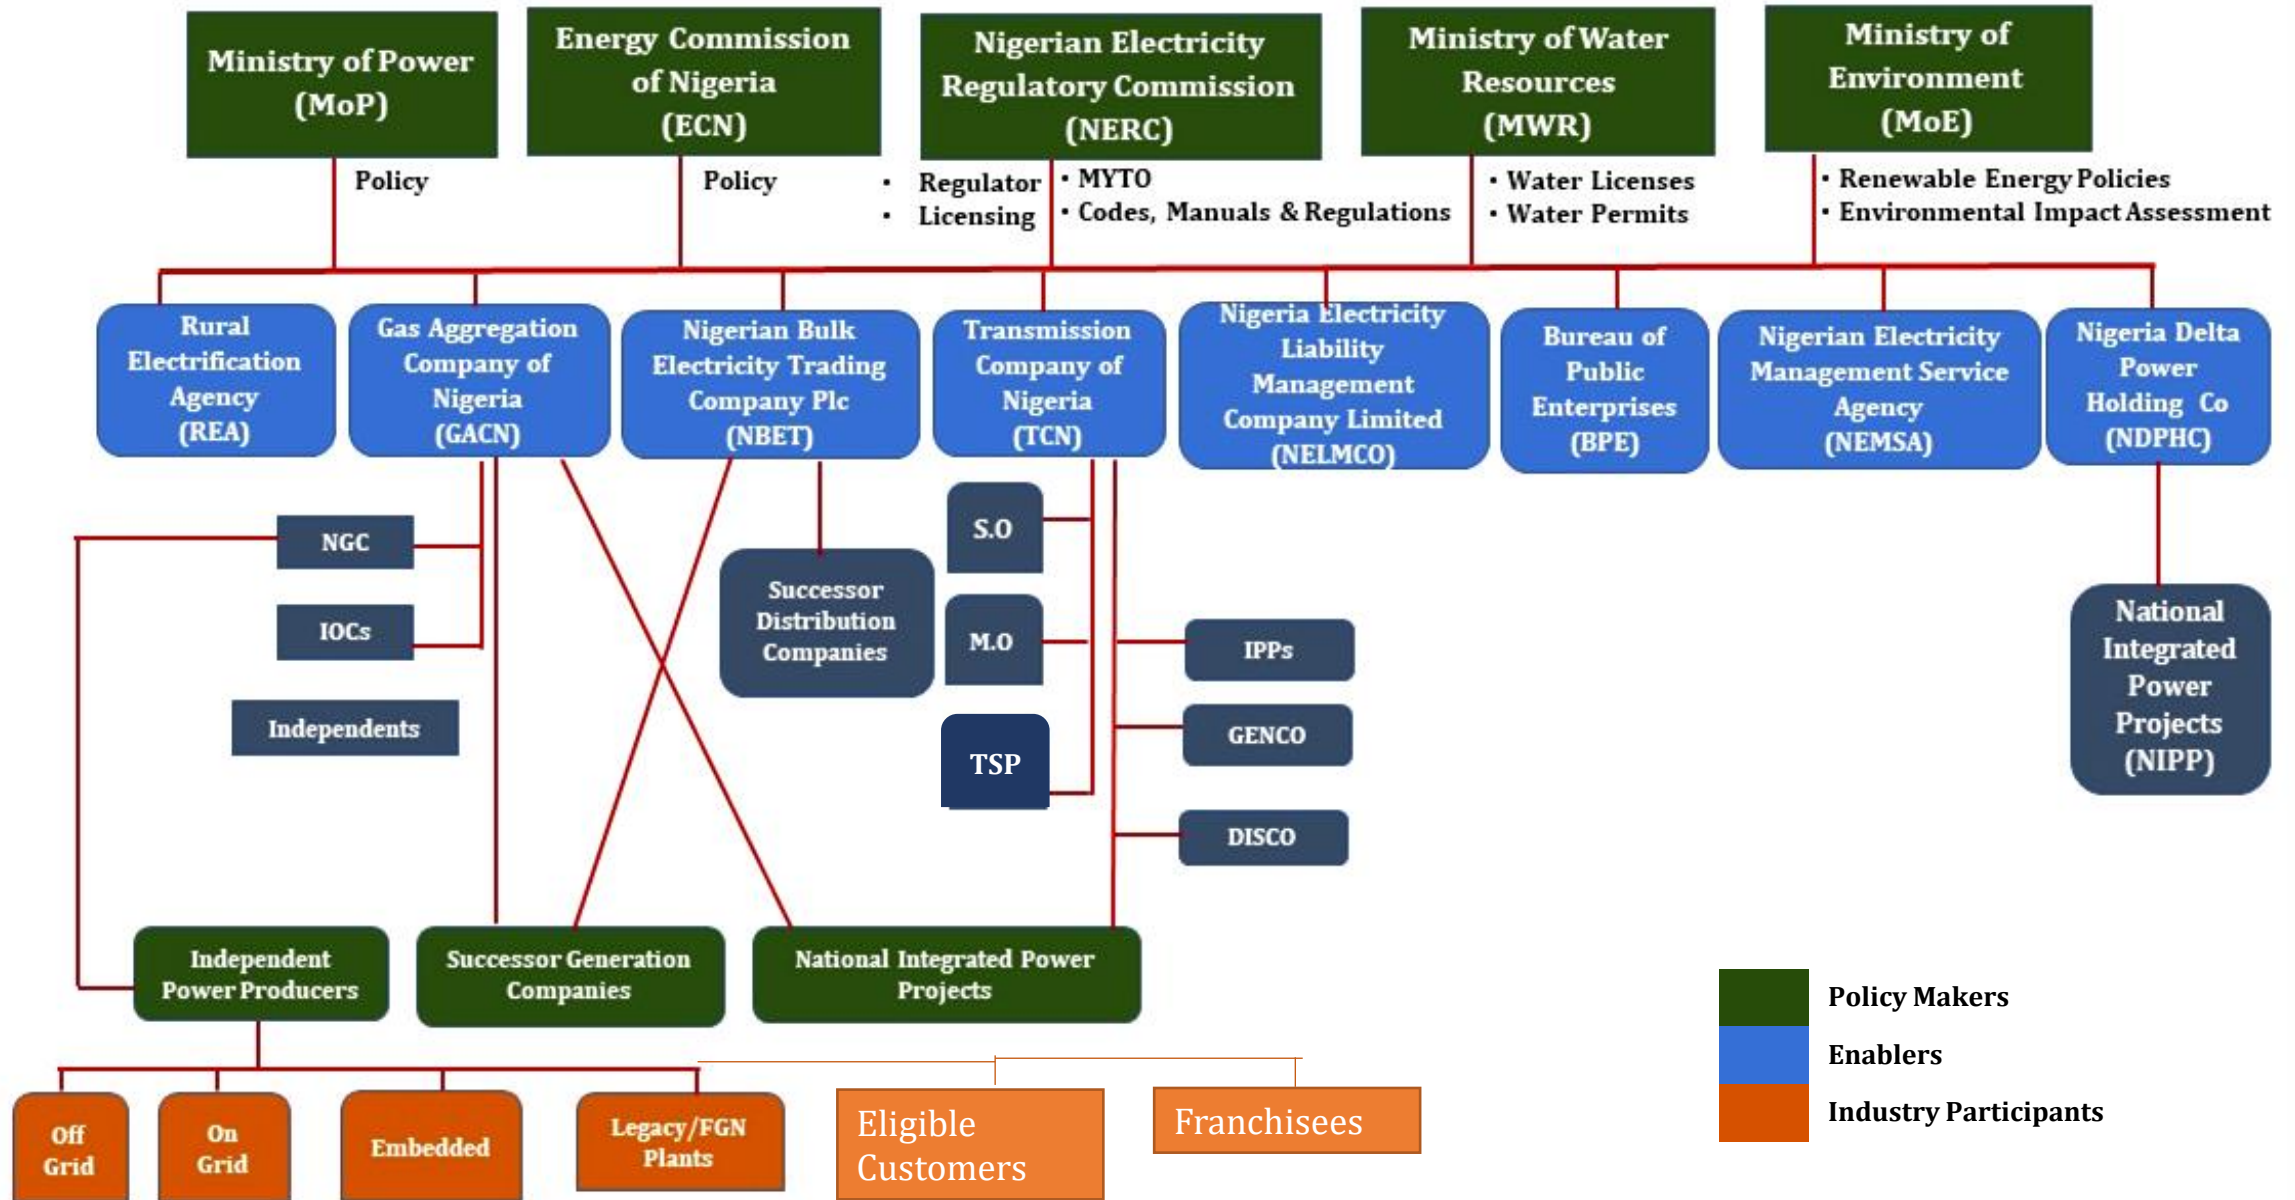 Ministry of Power
(MoP)
Energy Commission
of Nigeria
(ECN)
Nigerian Electricity
Regulatory Commission
(NERC)
Ministry of Water
Resources
(MWR)
Ministry of
Environment
(MoE)
Policy
Policy
• Regulator
• Licensing
• MYTO
• Codes, Manuals & Regulations
• Water Licenses
• Water Permits
• Renewable Energy Policies
• Environmental Impact Assessment
Rural
Electrification
Agency
(REA)
Gas Aggregation
Company of
Nigeria
(GACN)
Nigerian Bulk
Electricity Trading
Company Plc
(NBET)
Transmission
Company of
Nigeria
(TCN)
Nigeria Electricity
Liability
Management
Company Limited
(NELMCO)
Bureau of
Public
Enterprises
(BPE)
Nigerian Electricity
Management Service
Agency
(NEMSA)
Nigeria Delta
Power
Holding Co
(NDPHC)
NGC
IOCs
Independents
Successor
Distribution
Companies
S.O
M.O
TSP
IPPs
GENCO
DISCO
National
Integrated
Power
Projects
(NIPP)
Independent
Power Producers
Successor Generation
Companies
National Integrated Power
Projects
Off
Grid
On
Grid
Embedded
Legacy/FGN
Plants
Eligible
Customers
Franchisees
Policy Makers
Enablers
Industry Participants